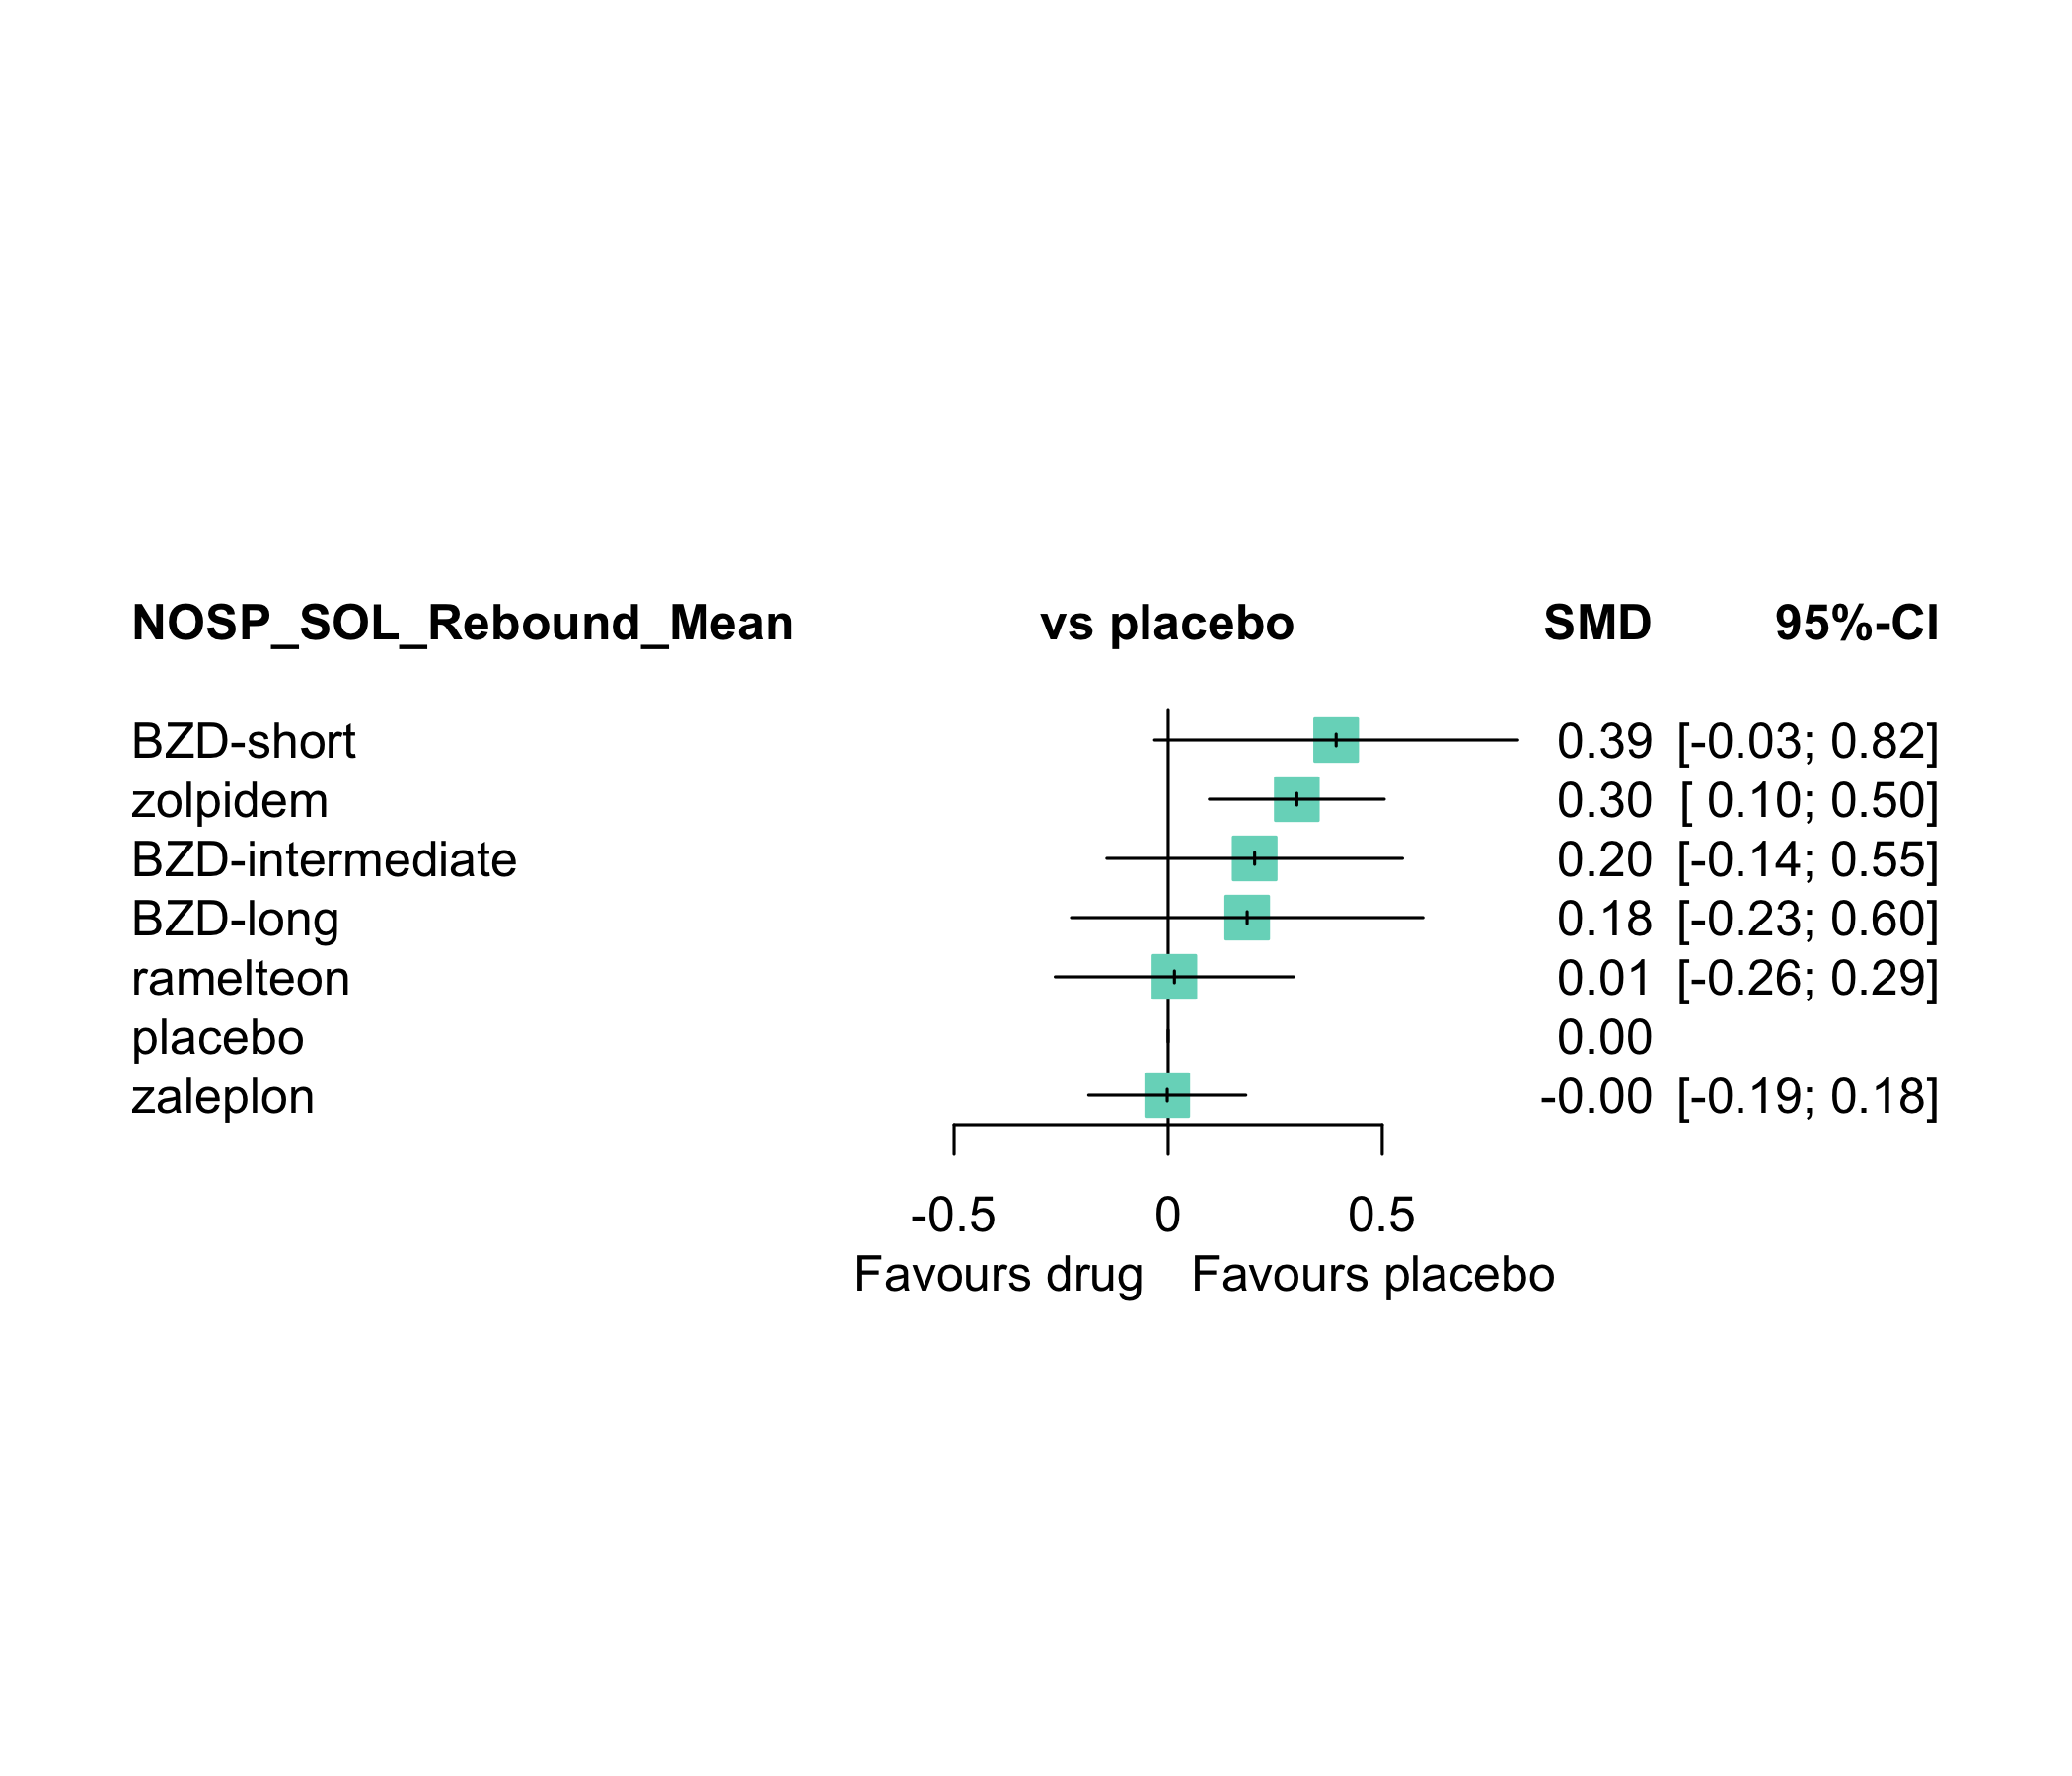 NOSP_SOL_Rebound_Mean vs placebo SMD 95%-CI
BZD-short 0.39 [-0.03; 0.82]
zolpidem 0.30 [ 0.10; 0.50]
BZD-intermediate 0.20 [-0.14; 0.55]
BZD-long 0.18 [-0.23; 0.60]
ramelteon 0.01 [-0.26; 0.29]
placebo 0.00
zaleplon -0.00 [-0.19; 0.18]
-0.5 0 0.5
Favours drug Favours placebo